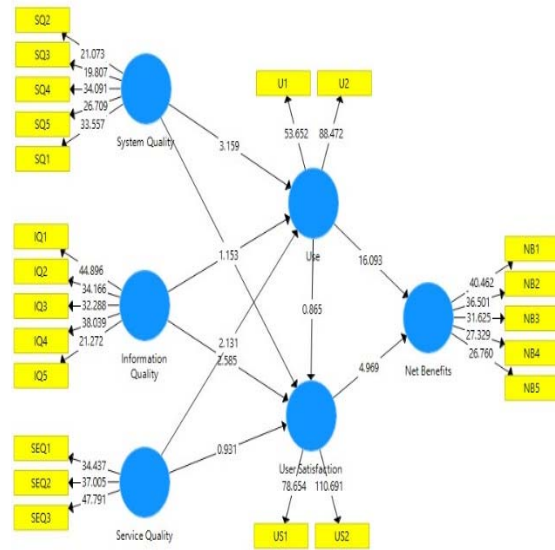 SQ2
SQ3
SQ4
SQ5
SQ1
21.073
19.807
34.091
26.709
33.557
System Quality
U1
U2
53.652
88.472
3.159
Use
IQ1
IQ2
IQ3
IQ4
IQ5
44.896
34.166
32.288
38.039
21.272
Information
Quality
1.153
0.865
16.093
2.131
2.585
4.969
0.931
NB1
NB2
NB3
NB4
NB5
40.462
36.501
31.625
27.329
26.760
Net Benefits
SEQ1
SEQ2
SEQ3
34.437
37.005
47.791
Service Quality
User Satisfaction
78.654
110.691
US1
US2